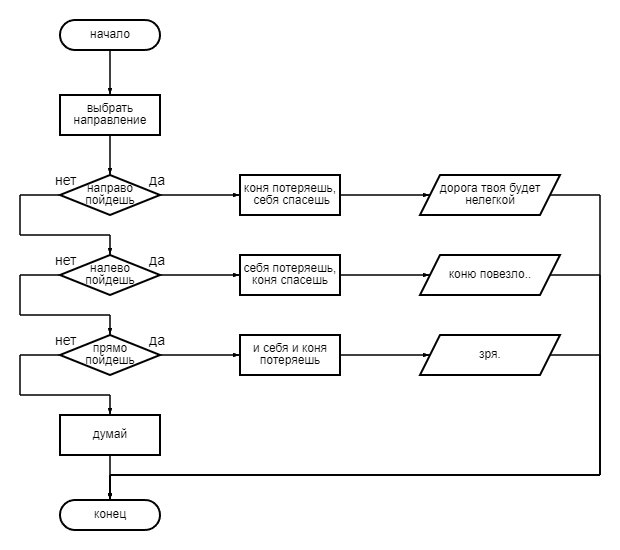 начало
выбрать
направление
нет
да
направо
пойдешь
коня потеряешь,
себя спасешь
дорога твоя будет
нелегкой
нет
да
налево
пойдешь
себя потеряешь,
коня спасешь
коню повезло..
нет
да
прямо
пойдешь
и себя и коня
потеряешь
зря.
думай
конец